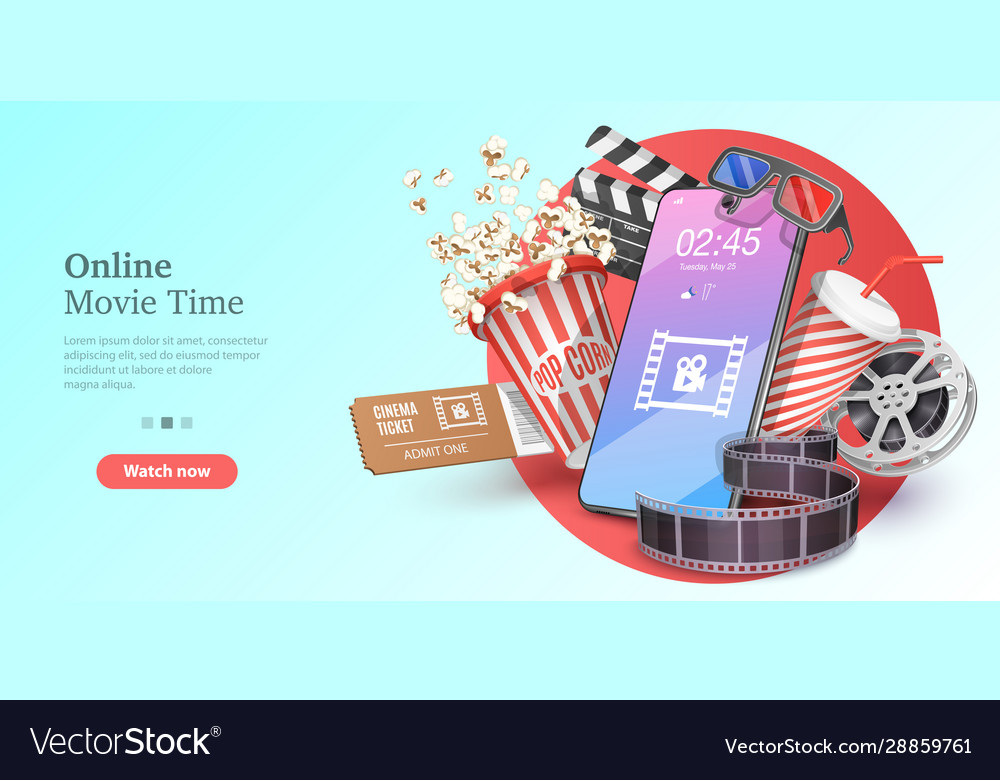 Online
Movie Time
Lorem ipsum dolor sit amet, consectetur
adipiscing elit, sed do eiusmod tempor
incididunt ut labore et dolore
magna aliqua.
Watch now
CINEMA
TICKET
ADMIT ONE
POP CORN
TAKE
02:45
Tuesday, May 25
17°
VectorStock®
VectorStock.com/28859761